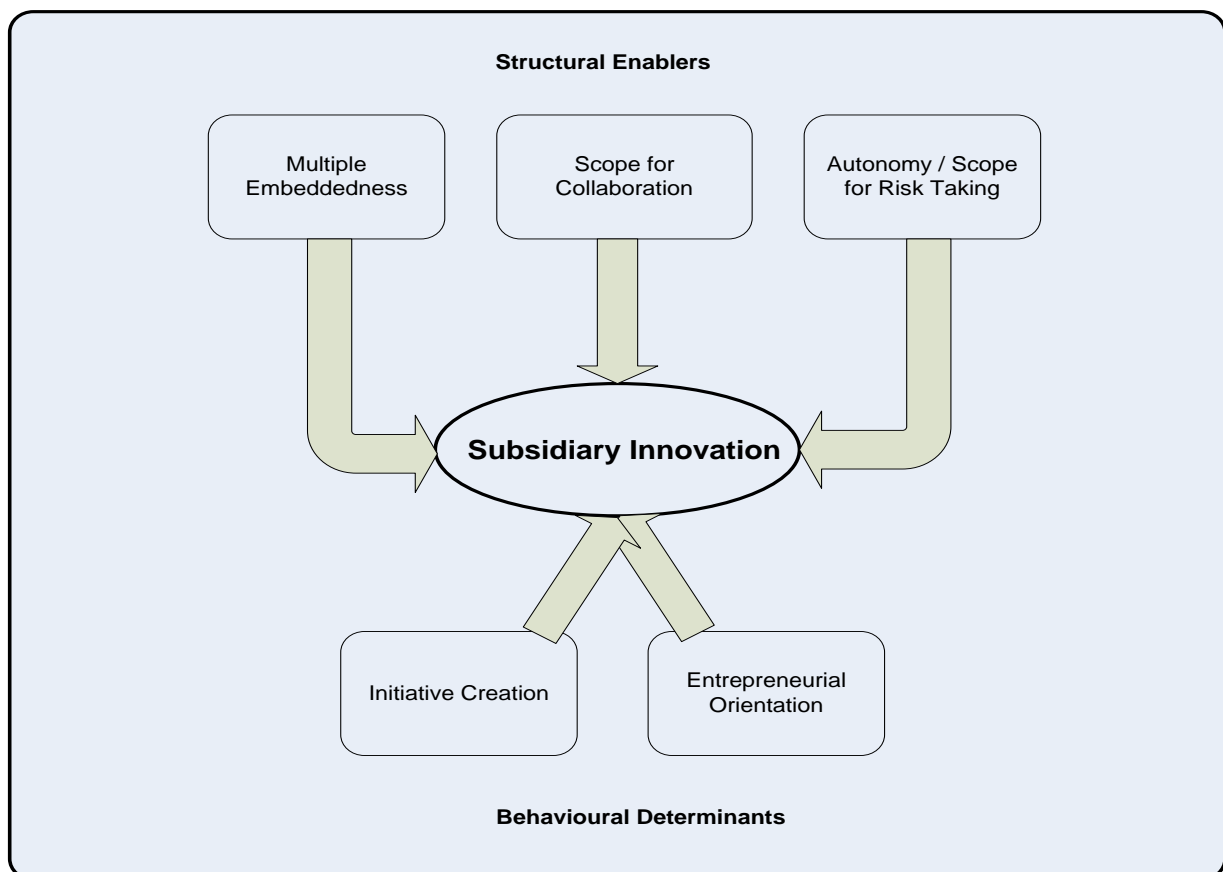 Structural Enablers
Multiple
Embeddedness
Scope for
Collaboration
Autonomy / Scope
for Risk Taking
Subsidiary Innovation
Initiative Creation
Entrepreneurial
Orientation
Behavioural Determinants